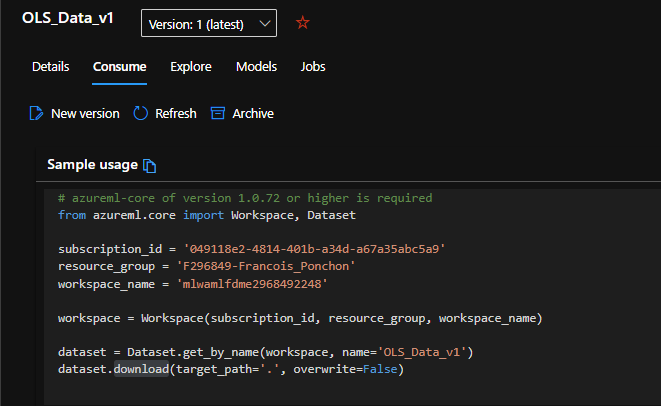 OLS_Data_v1
Version: 1 (latest)
Details Consume Explore Models Jobs
New version Refresh Archive
Sample usage
# azureml-core of version 1.0.72 or higher is required
from azureml.core import Workspace, Dataset
subscription_id = '049118e2-4814-401b-a34d-a67a35abc5a9'
resource_group = 'F296849-Francois_Ponchon'
workspace_name = 'mlwamlfdme2968492248'
workspace = Workspace(subscription_id, resource_group, workspace_name)
dataset = Dataset.get_by_name(workspace, name='OLS_Data_v1')
dataset.download(target_path='.', overwrite=False)